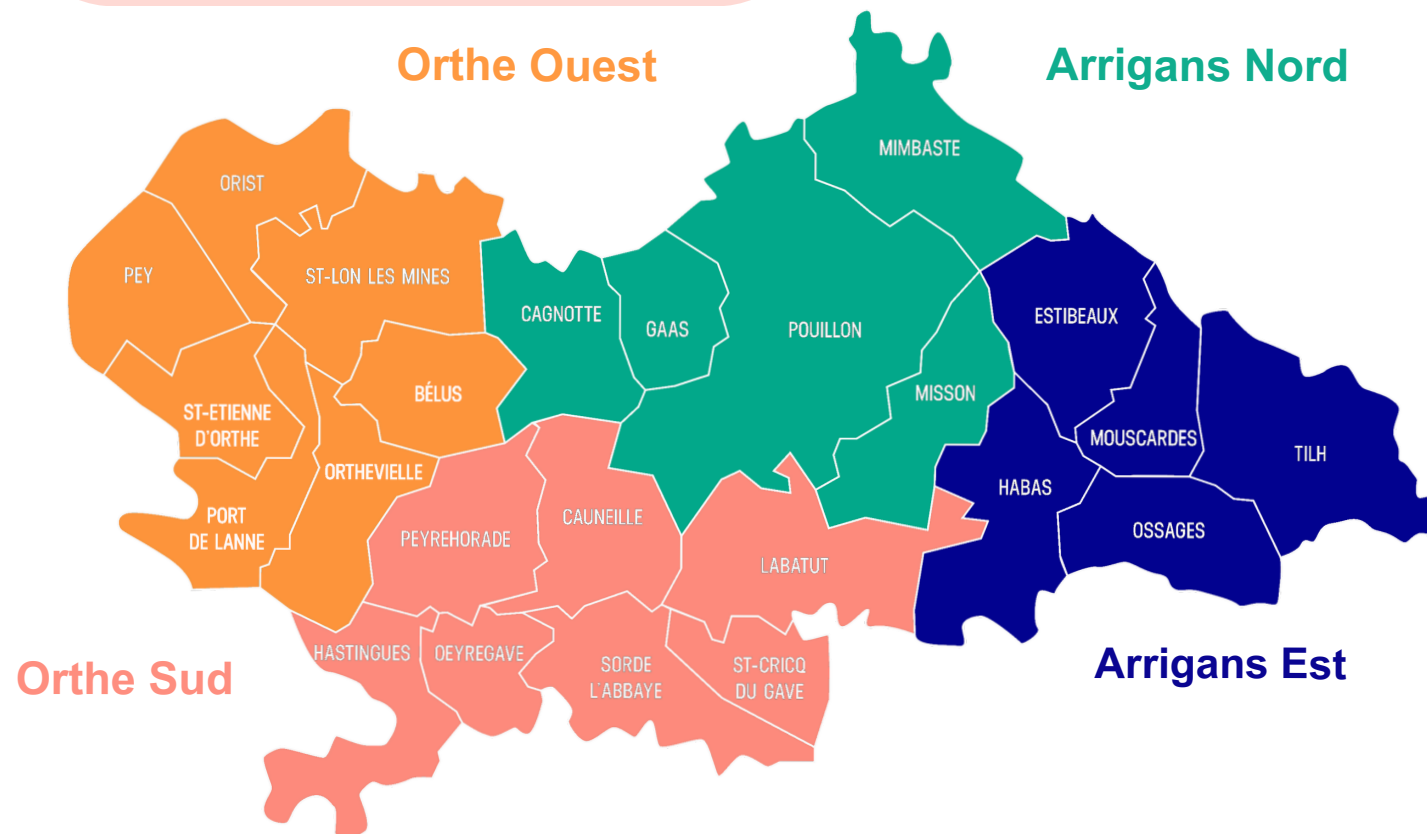 Orthe Ouest
Arrigans Nord
MIMBASTE
ORIST
PEY
ST-LON LES MINES
CAGNOTTE
GAAS
POUILLON
ESTIBEAUX
BÉLUS
MISSON
ST-ETIENNE
D'ORTHE
MOUSCARDES
TILH
ORTHEVIELLE
HABAS
PORT
DE LANNE
CAUNEILLE
PEYREHORADE
OSSAGES
LABATUT
HASTINGUES
OEYREGAVE
SORDE
L'ABBAYE
ST-CRICQ
DU GAVE
Orthe Sud
Arrigans Est